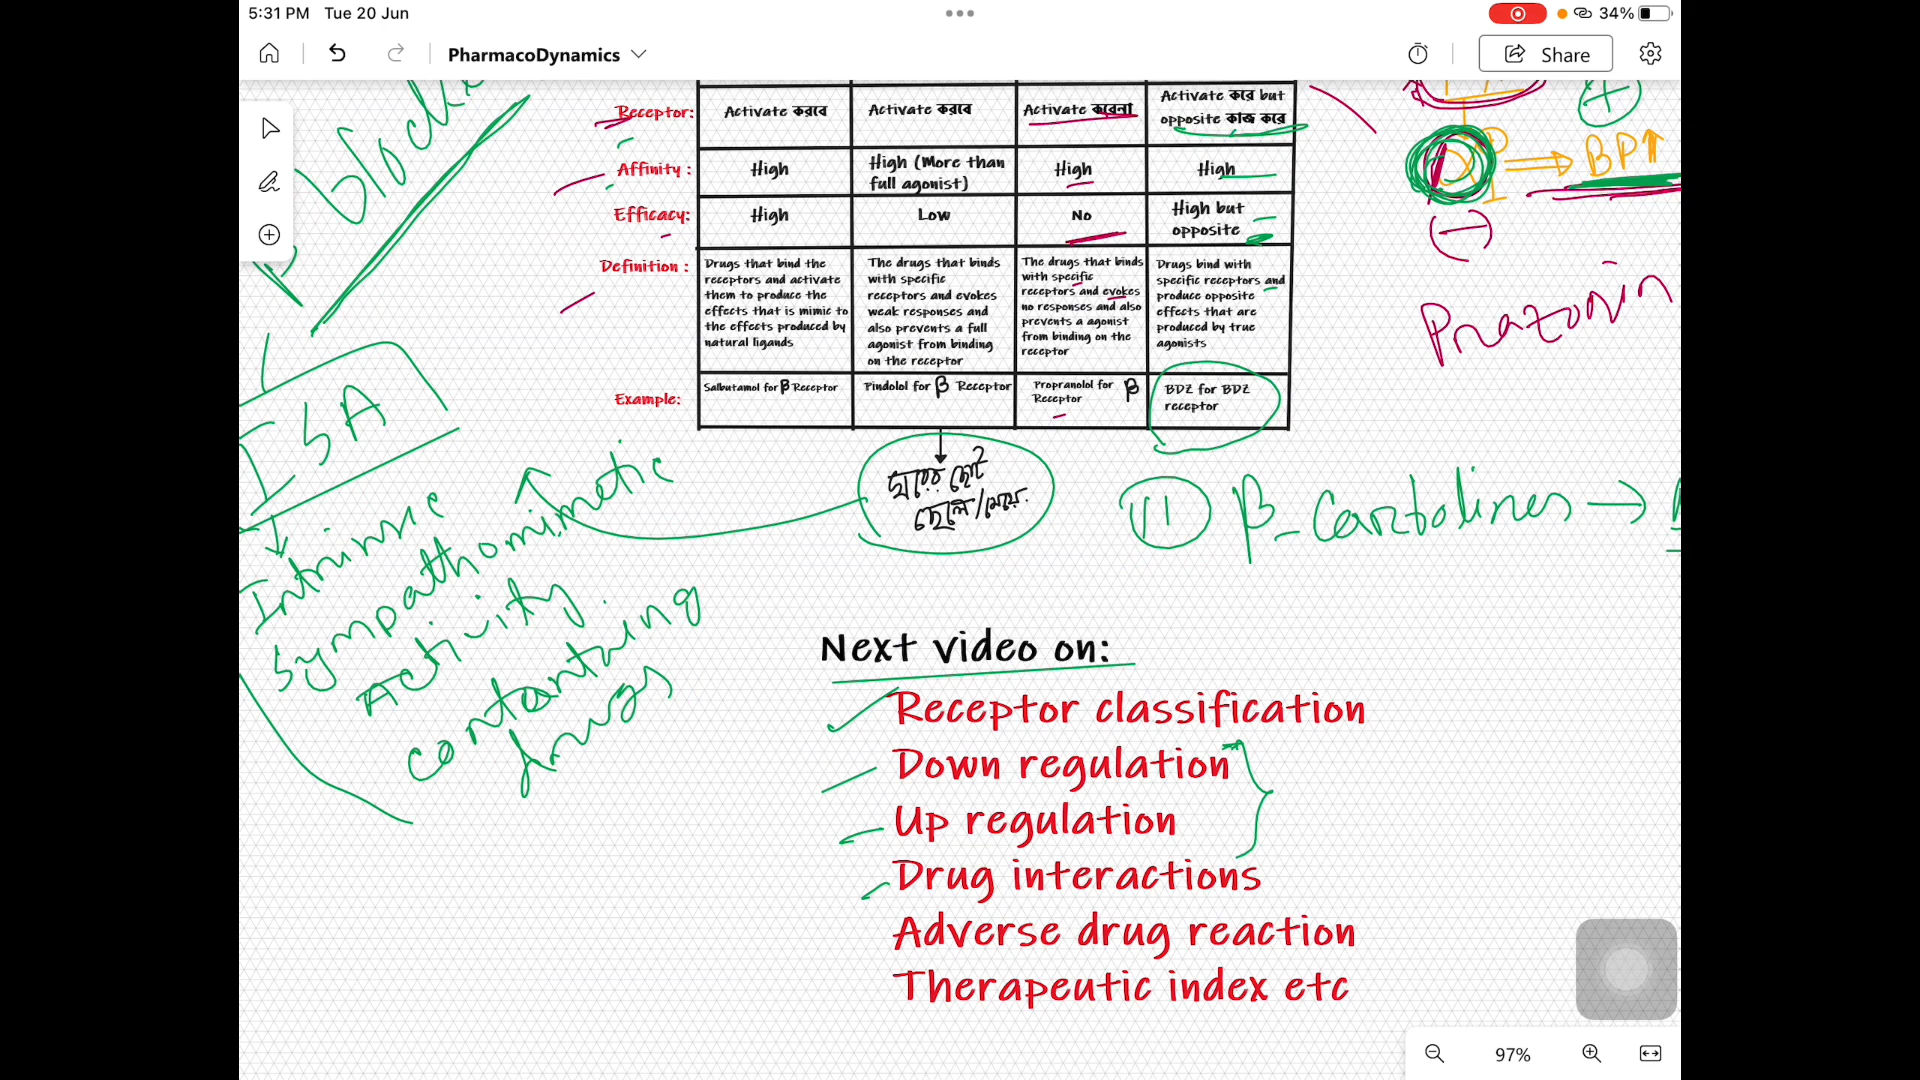 5:31 PM Tue 20 Jun
34%
PharmacoDynamics
Share
Receptor: Activate করবে Activate করবে Activate করেনা Activate করে but opposite কাজ করে
Affinity : High High (More than full agonist) High High
Efficacy: High Low No High but opposite
Definition :
Drugs that bind the
receptors and activate
them to produce the
effects that is mimic to
the effects produced by
natural ligands
The drugs that binds
with specific
receptors and evokes
weak responses and
also prevents a full
agonist from binding
on the receptor
The drugs that binds
with specific
receptors and evokes
no responses and also
prevents a agonist
from binding on the
receptor
Drugs bind with
specific receptors and
produce opposite
effects that are
produced by true
agonists
Example: Salbutamol for β Receptor Pindolol for β Receptor Propranolol for β Receptor BDZ for BDZ receptor
BP↑
(-)
Prazosin
ISA
Intrinsic
Sympathomimetic
Activity
containing
drugs
ঘরের ছোট
ছেলে/মেয়ে
β-Carbolines →
Next video on:
Receptor classification
Down regulation
Up regulation
Drug interactions
Adverse drug reaction
Therapeutic index etc
97%